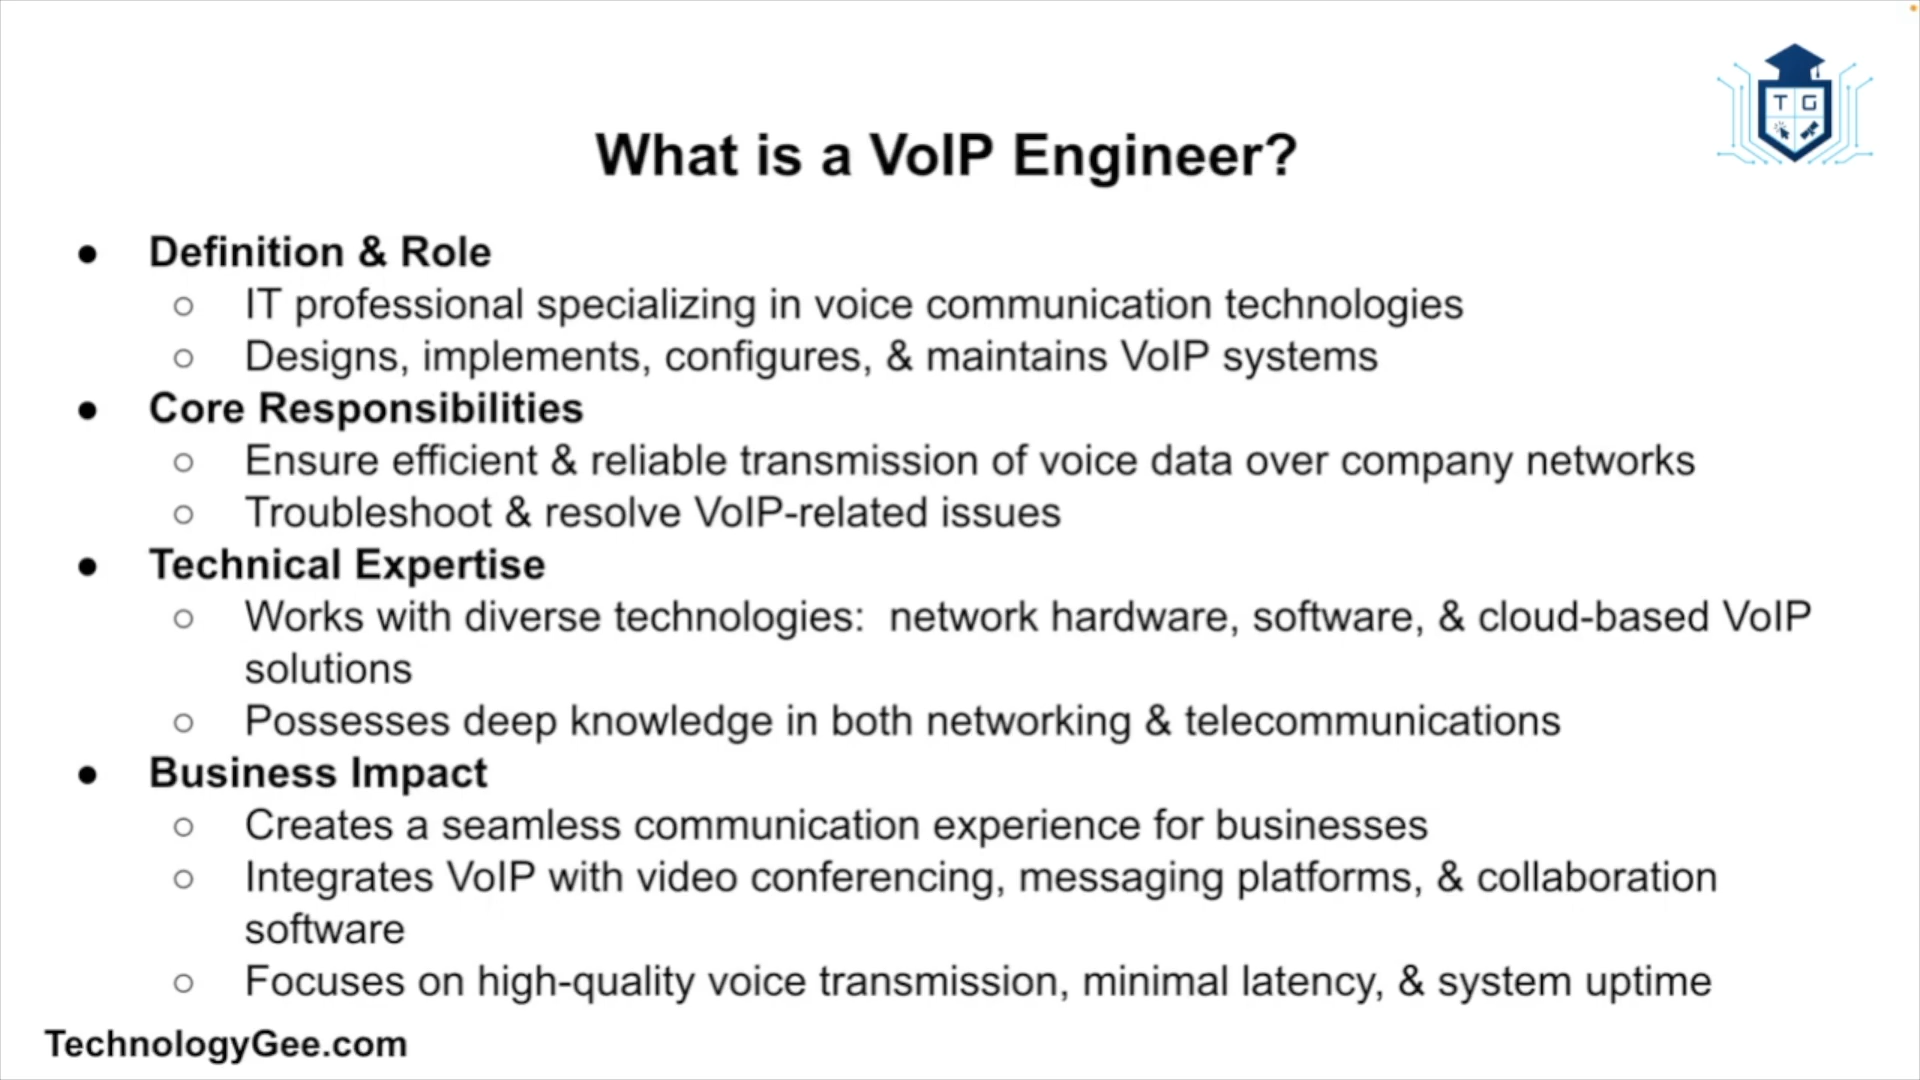 T G
What is a VoIP Engineer?
● Definition & Role
○ IT professional specializing in voice communication technologies
○ Designs, implements, configures, & maintains VoIP systems
● Core Responsibilities
○ Ensure efficient & reliable transmission of voice data over company networks
○ Troubleshoot & resolve VoIP-related issues
● Technical Expertise
○ Works with diverse technologies:  network hardware, software, & cloud-based VoIP
solutions
○ Possesses deep knowledge in both networking & telecommunications
● Business Impact
○ Creates a seamless communication experience for businesses
○ Integrates VoIP with video conferencing, messaging platforms, & collaboration
software
○ Focuses on high-quality voice transmission, minimal latency, & system uptime
TechnologyGee.com